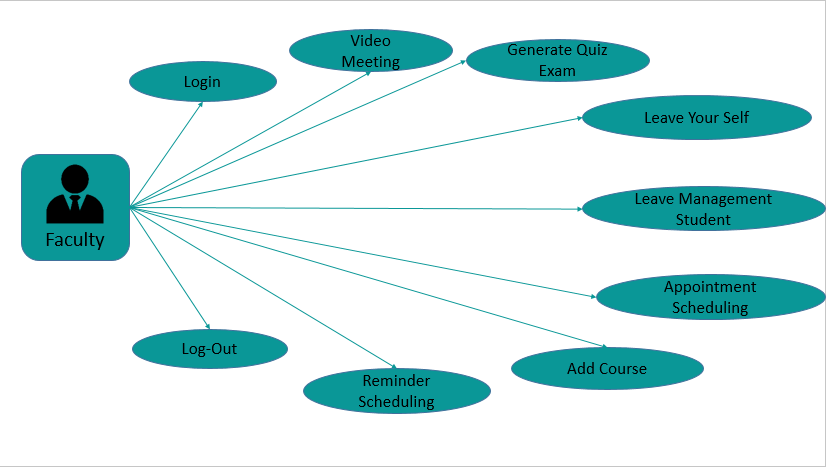 Video
Meeting
Generate Quiz
Exam
Login
Leave Your Self
Leave Management
Student
Faculty
Appointment
Scheduling
Log-Out
Add Course
Reminder
Scheduling